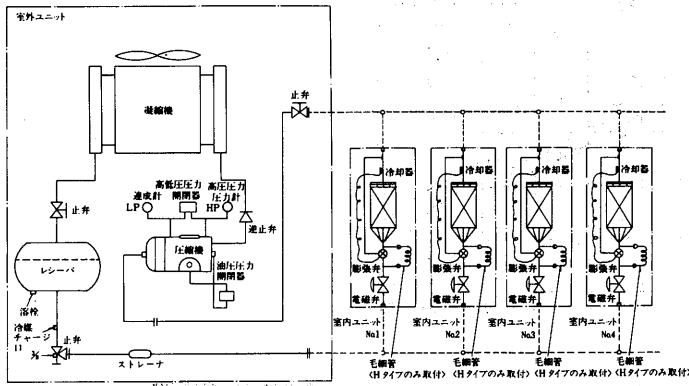 室外ユニット
凝縮機
止弁
高低圧圧力
開閉器
高圧圧力
圧力計
連成計
LP
HP
止弁
逆止弁
圧縮機
レシーバ
油圧圧力
開閉器
溶栓
冷媒
チャージ
口
止弁
ストレーナ
冷却器
冷却器
冷却器
冷却器
膨張弁
膨張弁
膨張弁
膨張弁
電磁弁
電磁弁
電磁弁
電磁弁
室内ユニット
No.1
室内ユニット
No.2
室内ユニット
No.3
室内ユニット
No.4
毛細管
(Hタイプのみ取付)
毛細管
(Hタイプのみ取付)
毛細管
(Hタイプのみ取付)
毛細管
(Hタイプのみ取付)